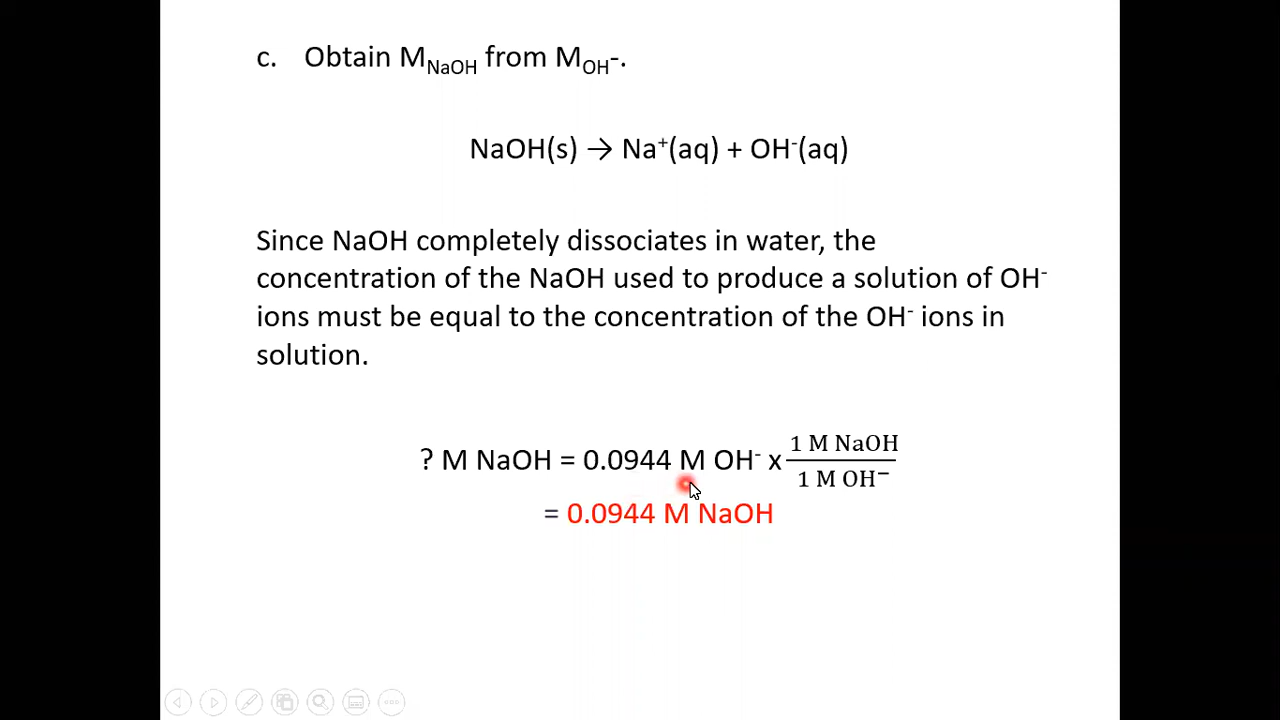 c. Obtain M_NaOH from M_OH-.
NaOH(s) → Na⁺(aq) + OH⁻(aq)
Since NaOH completely dissociates in water, the
concentration of the NaOH used to produce a solution of OH⁻
ions must be equal to the concentration of the OH⁻ ions in
solution.
? M NaOH = 0.0944 M OH⁻ x 1 M NaOH / 1 M OH⁻
= 0.0944 M NaOH